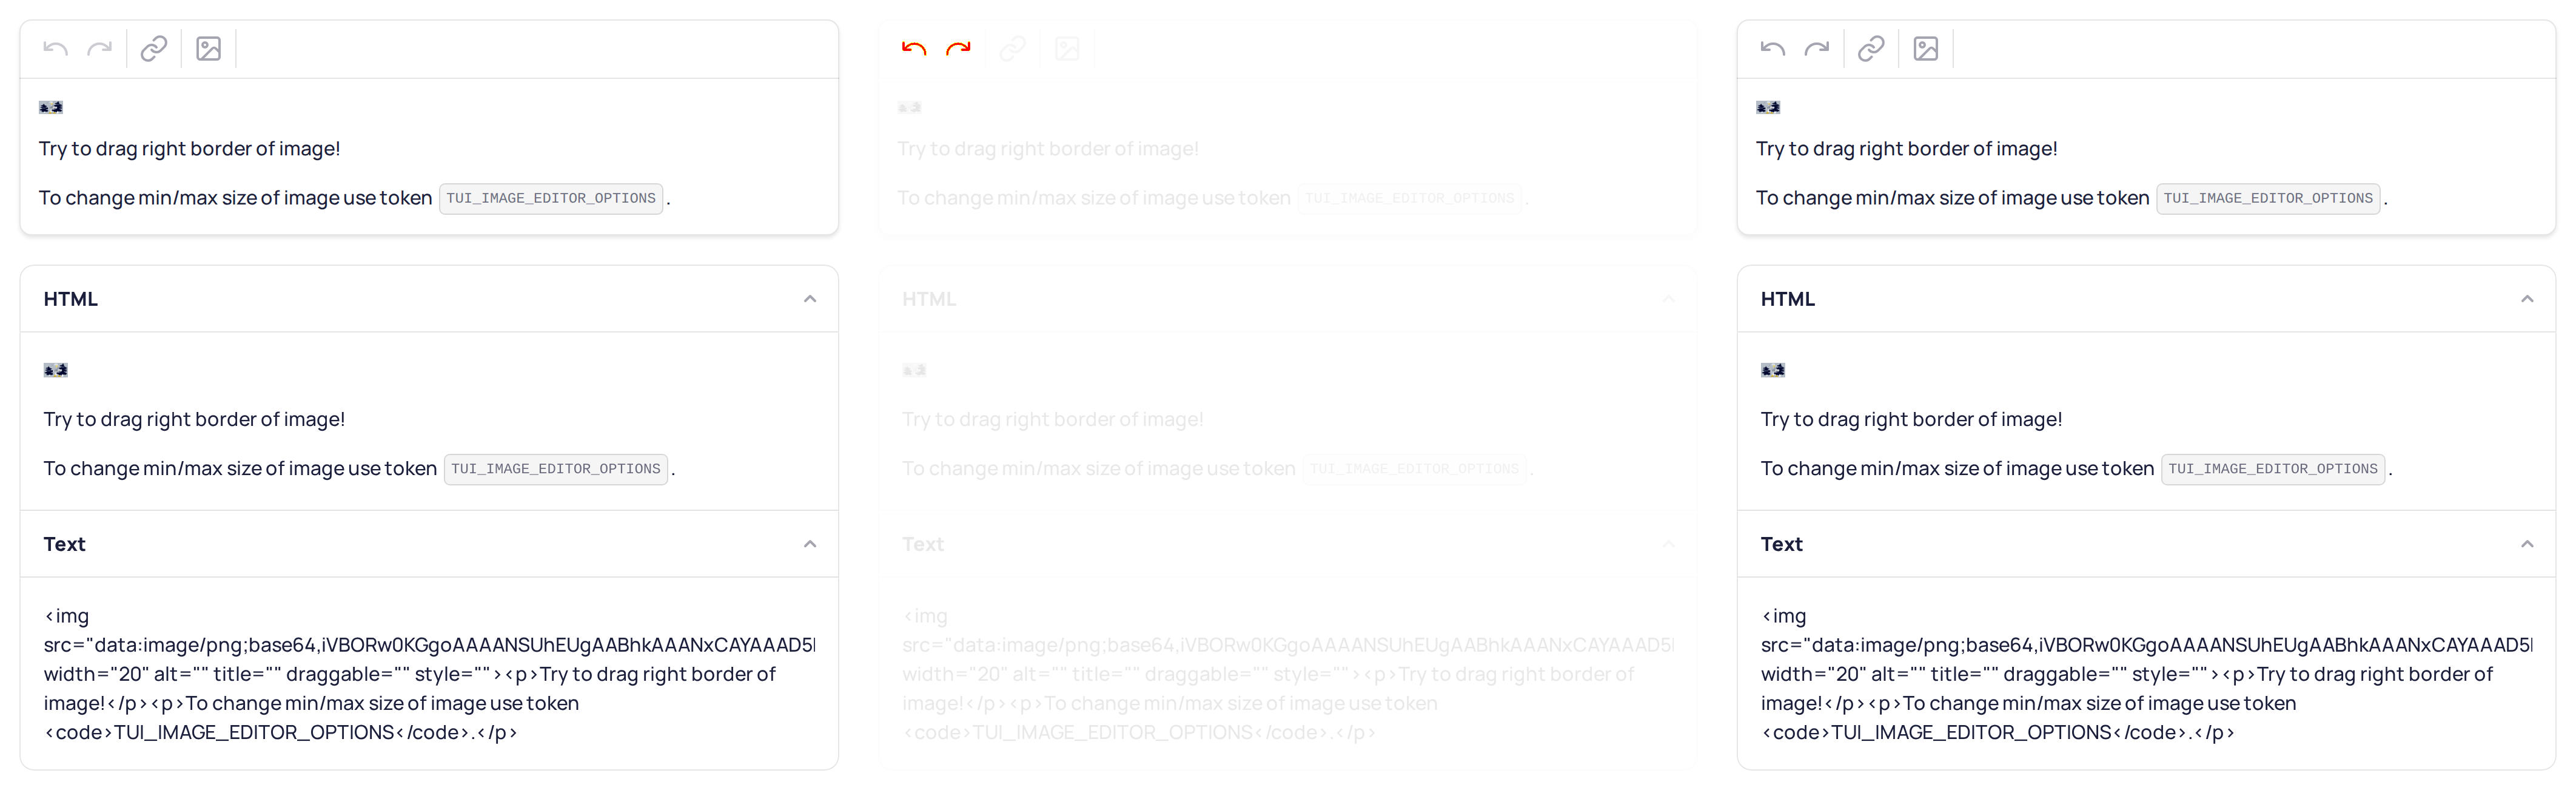 Try to drag right border of image!
To change min/max size of image use token TUI_IMAGE_EDITOR_OPTIONS .
HTML
Try to drag right border of image!
To change min/max size of image use token TUI_IMAGE_EDITOR_OPTIONS .
Text
<img
src="data:image/png;base64,iVBORw0KGgoAAAANSUhEUgAABhkAAANxCAYAAAD5
width="20" alt="" title="" draggable="" style=""><p>Try to drag right border of
image!</p><p>To change min/max size of image use token
<code>TUI_IMAGE_EDITOR_OPTIONS</code>.</p>
Try to drag right border of image!
To change min/max size of image use token TUI_IMAGE_EDITOR_OPTIONS .
HTML
Try to drag right border of image!
To change min/max size of image use token TUI_IMAGE_EDITOR_OPTIONS .
Text
<img
src="data:image/png;base64,iVBORw0KGgoAAAANSUhEUgAABhkAAANxCAYAAAD5
width="20" alt="" title="" draggable="" style=""><p>Try to drag right border of
image!</p><p>To change min/max size of image use token
<code>TUI_IMAGE_EDITOR_OPTIONS</code>.</p>
Try to drag right border of image!
To change min/max size of image use token TUI_IMAGE_EDITOR_OPTIONS .
HTML
Try to drag right border of image!
To change min/max size of image use token TUI_IMAGE_EDITOR_OPTIONS .
Text
<img
src="data:image/png;base64,iVBORw0KGgoAAAANSUhEUgAABhkAAANxCAYAAAD5
width="20" alt="" title="" draggable="" style=""><p>Try to drag right border of
image!</p><p>To change min/max size of image use token
<code>TUI_IMAGE_EDITOR_OPTIONS</code>.</p>